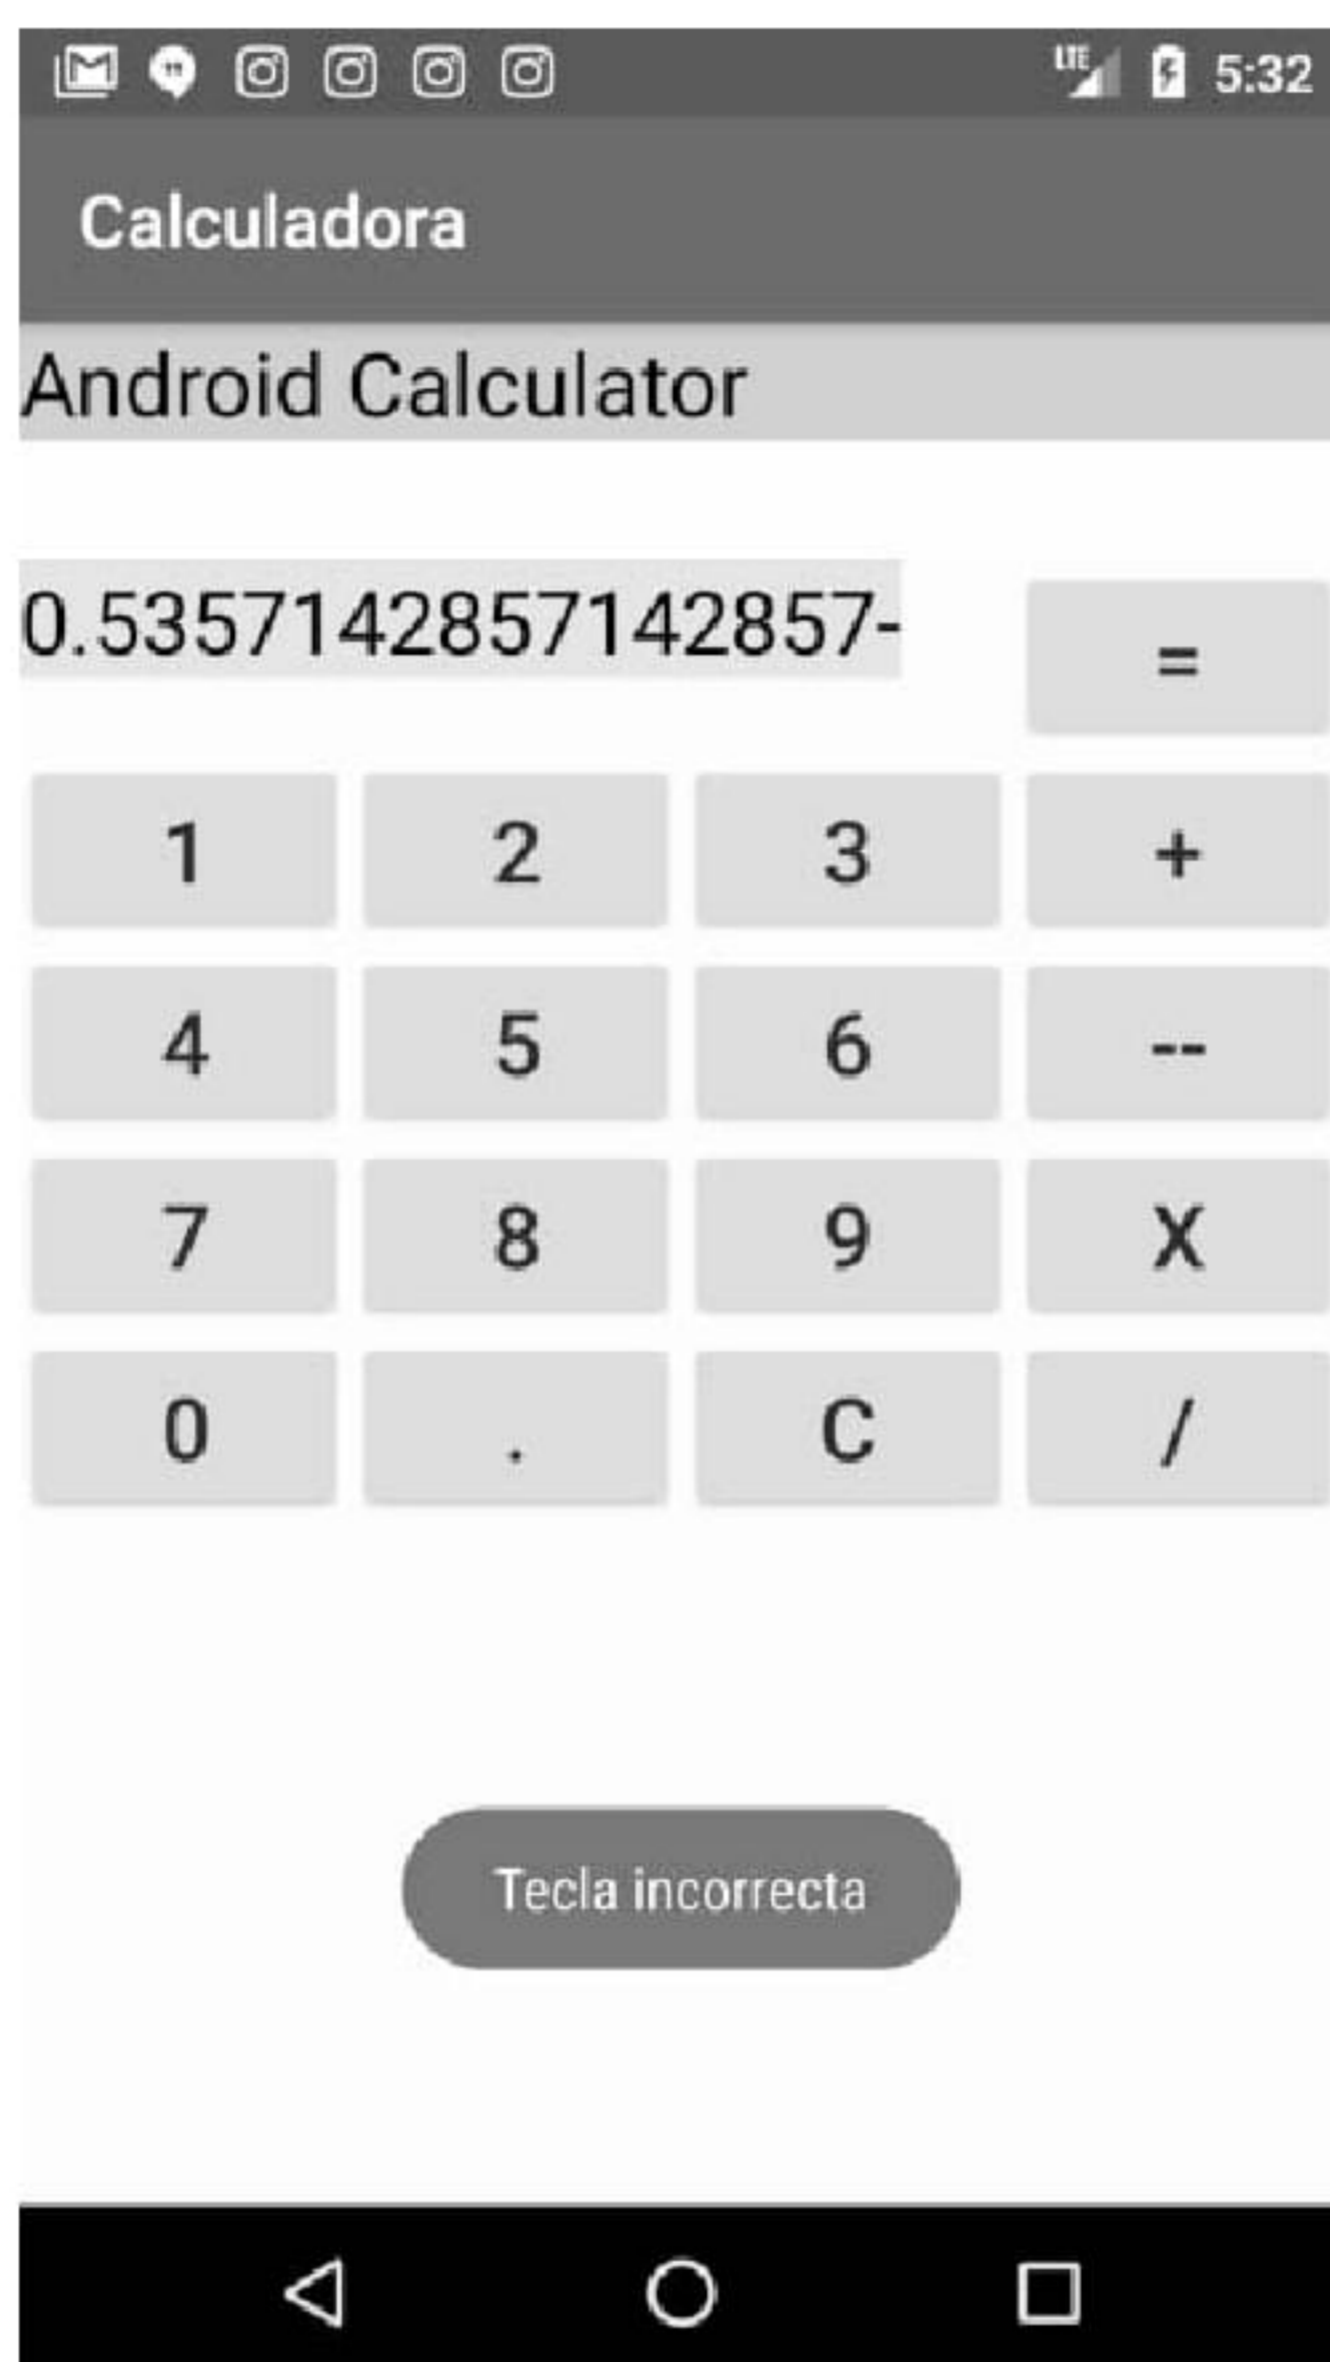 LTE 5:32
Calculadora
Android Calculator
0.5357142857142857-
=
1 2 3 +
4 5 6 --
7 8 9 X
0 . C /
Tecla incorrecta